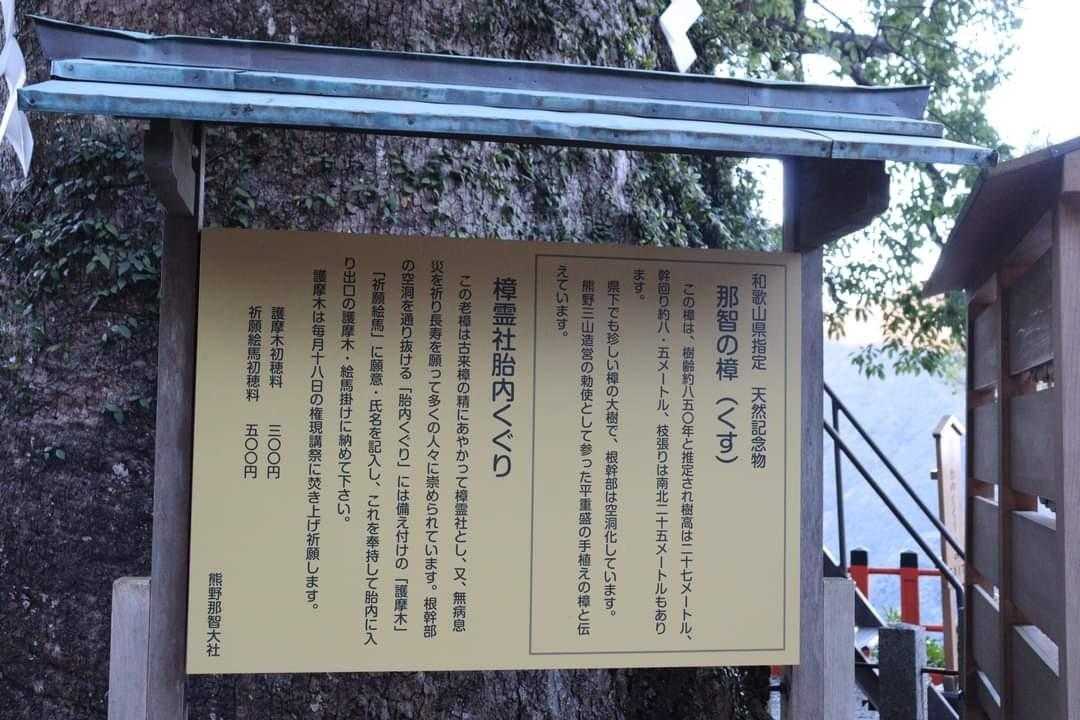 和歌山県指定　天然記念物
那智の樟（くす）
この樟は、樹齢約八五〇年と推定され樹高は二十七メートル、
幹回り約八・五メートル、枝張りは南北二十五メートルもあり
ます。
県下でも珍しい樟の大樹で、根幹部は空洞化しています。
熊野三山造営の勅使として参った平重盛の手植えの樟と伝
えています。
樟霊社胎内くぐり
この老樟は古来樟の精にあやかって樟霊社とし、又、無病息
災を祈り長寿を願って多くの人々に崇められています。根幹部
の空洞を通り抜ける「胎内くぐり」には備え付けの「護摩木」
「祈願絵馬」に願意・氏名を記入し、これを奉持して胎内に入
り出口の護摩木・絵馬掛けに納めて下さい。
護摩木は毎月十八日の権現講祭に焚き上げ祈願します。
護摩木初穂料　三〇〇円
祈願絵馬初穂料　五〇〇円
熊野那智大社